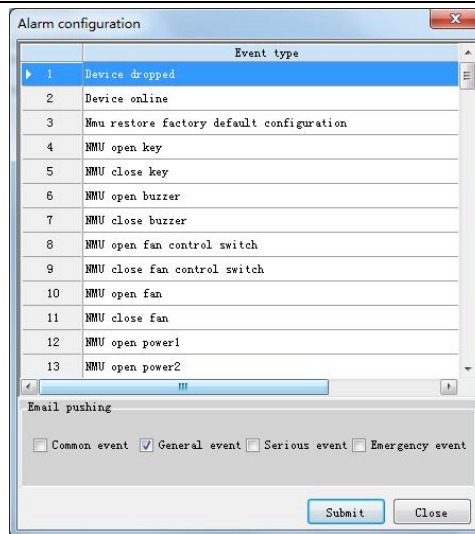 Alarm configuration
Event type
1 Device dropped
2 Device online
3 Nmu restore factory default configuration
4 NMU open key
5 NMU close key
6 NMU open buzzer
7 NMU close buzzer
8 NMU open fan control switch
9 NMU close fan control switch
10 NMU open fan
11 NMU close fan
12 NMU open power1
13 NMU open power2
Email pushing
Common event General event Serious event Emergency event
Submit Close